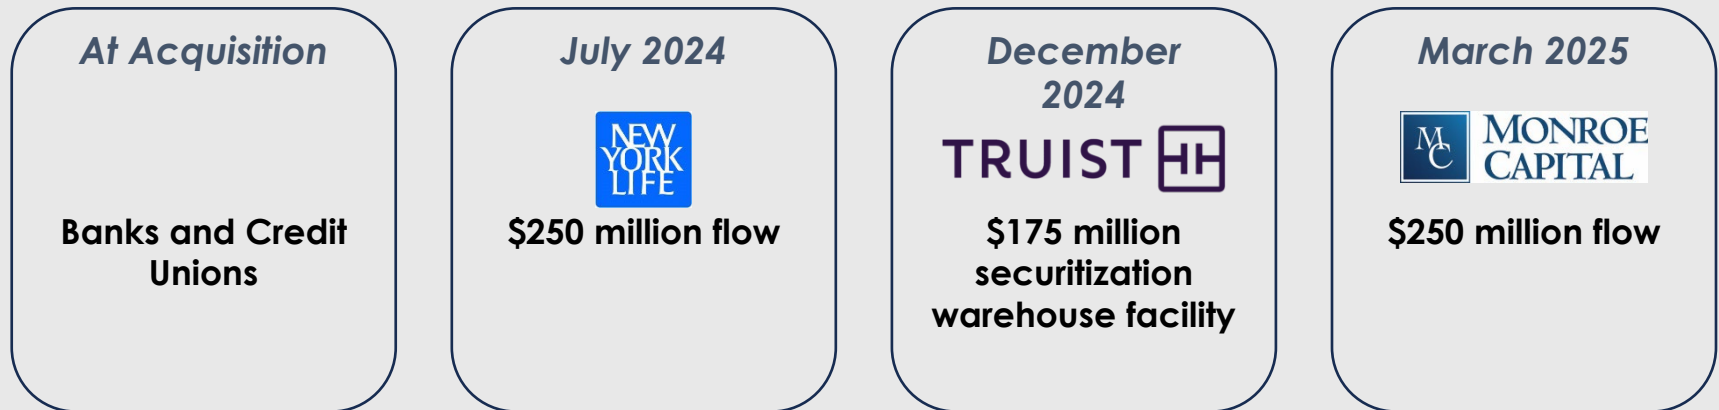 At Acquisition
Banks and Credit
Unions
July 2024
NEW
YORK
LIFE
$250 million flow
December
2024
TRUIST
$175 million
securitization
warehouse facility
March 2025
MC
MONROE
CAPITAL
$250 million flow